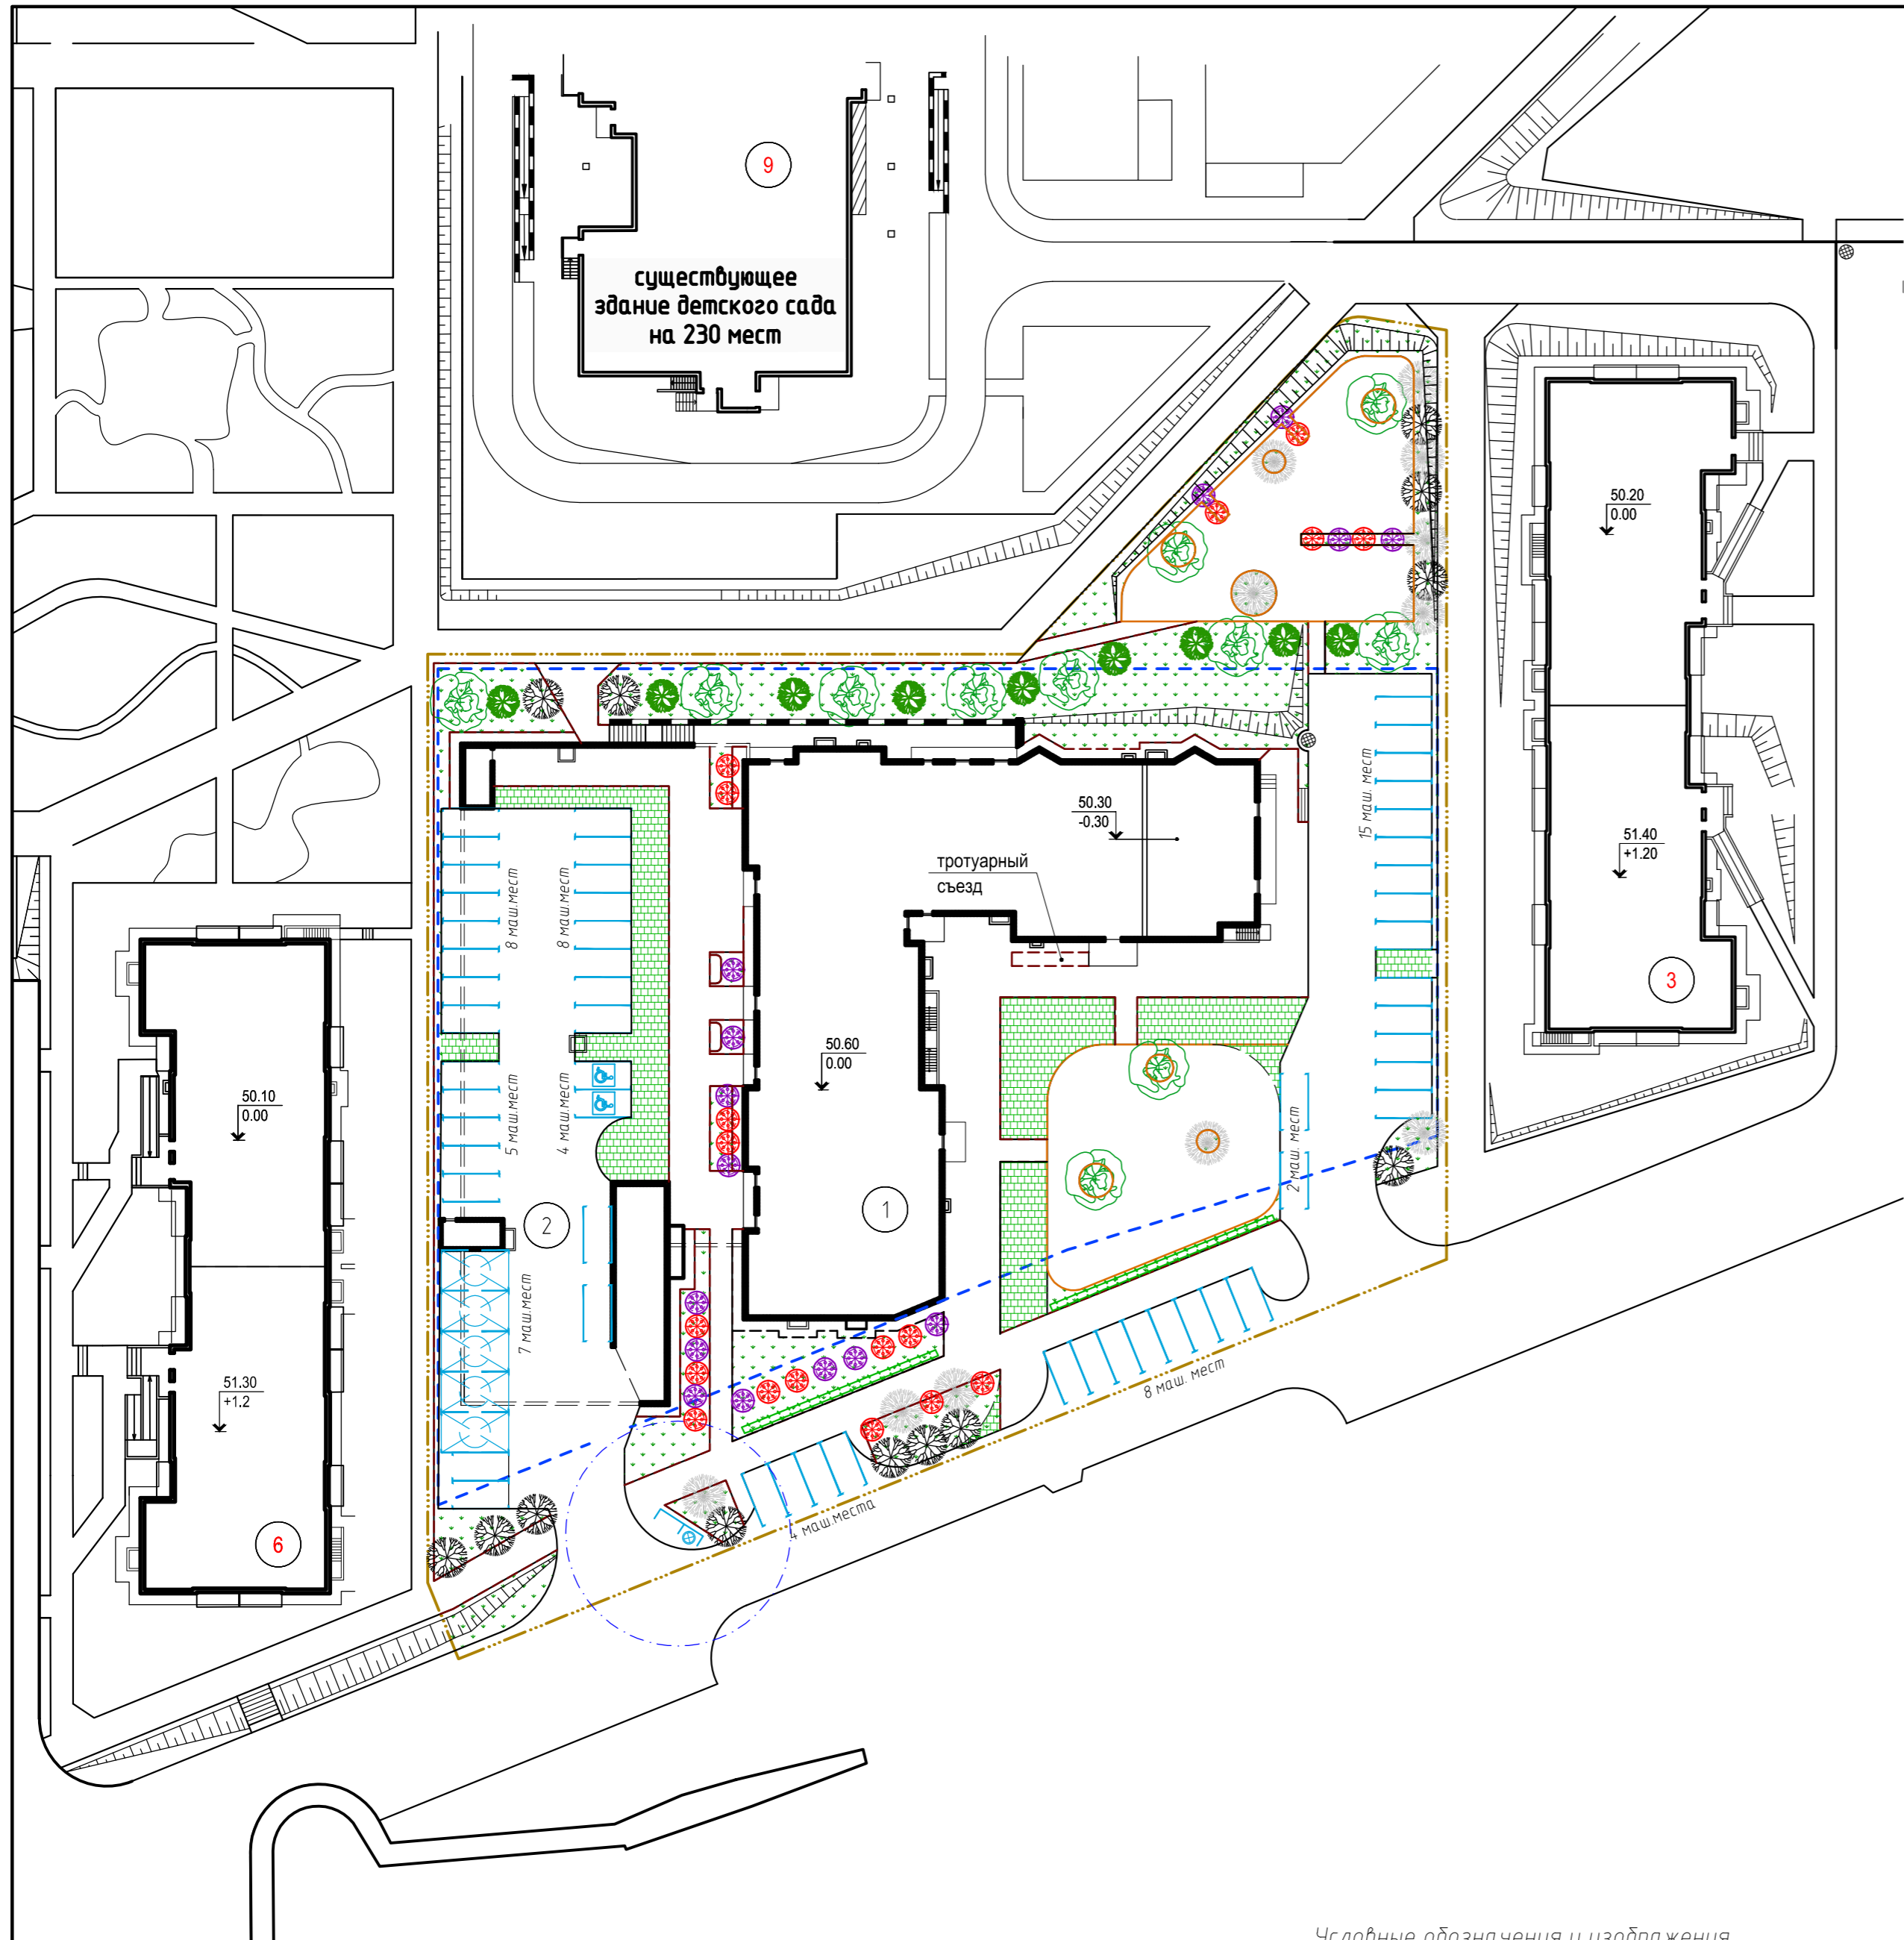 9
существующее
здание детского сада
на 230 мест
50.20
0.00
15 маш. мест
50.30
-0.30
51.40
+1.20
тротуарный
съезд
8 маш.мест
8 маш.мест
3
50.60
0.00
50.10
0.00
5 маш.мест
4 маш.мест
2 маш. мест
1
2
7 маш.мест
8 маш. мест
51.30
+1.2
4 маш.места
6
Условные обозначения и изображения